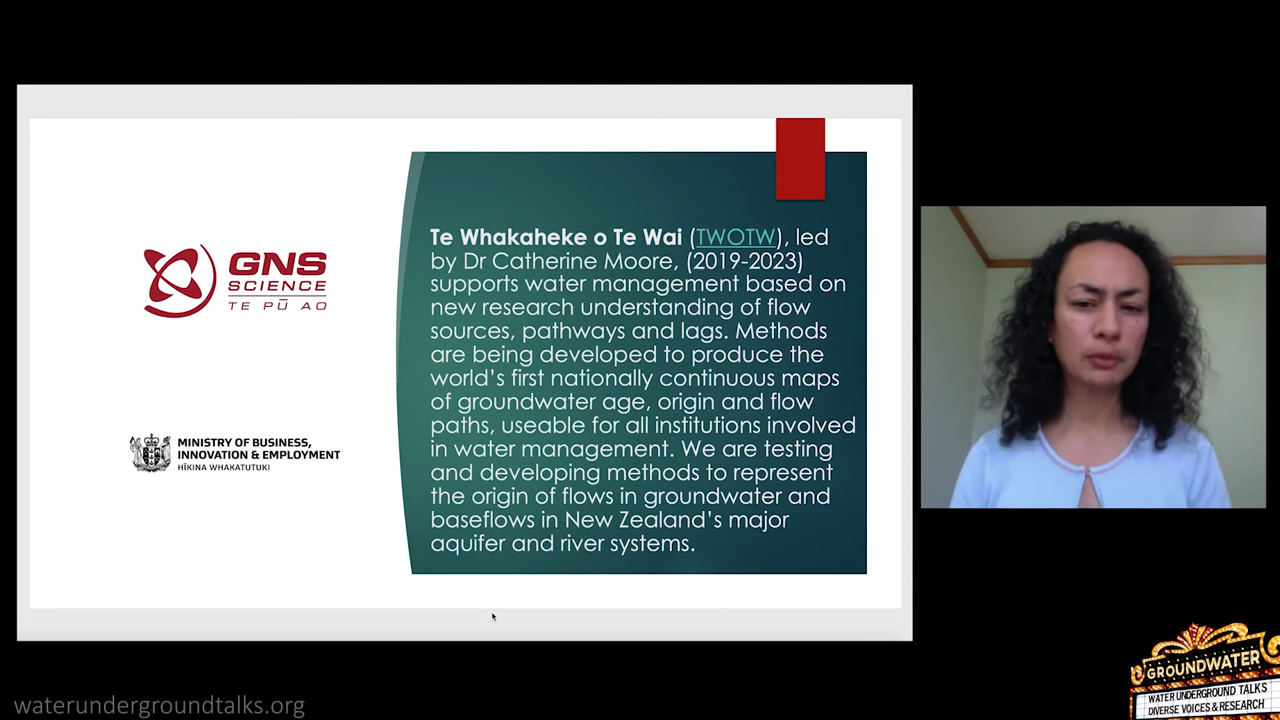 GNS
SCIENCE
TE PŪ AO
MINISTRY OF BUSINESS,
INNOVATION & EMPLOYMENT
HĪKINA WHAKATUTUKI
Te Whakaheke o Te Wai (TWOTW), led
by Dr Catherine Moore, (2019-2023)
supports water management based on
new research understanding of flow
sources, pathways and lags. Methods
are being developed to produce the
world’s first nationally continuous maps
of groundwater age, origin and flow
paths, useable for all institutions involved
in water management. We are testing
and developing methods to represent
the origin of flows in groundwater and
baseflows in New Zealand’s major
aquifer and river systems.
waterundergroundtalks.org
GROUNDWATER
WATER UNDERGROUND TALKS
DIVERSE VOICES & RESEARCH